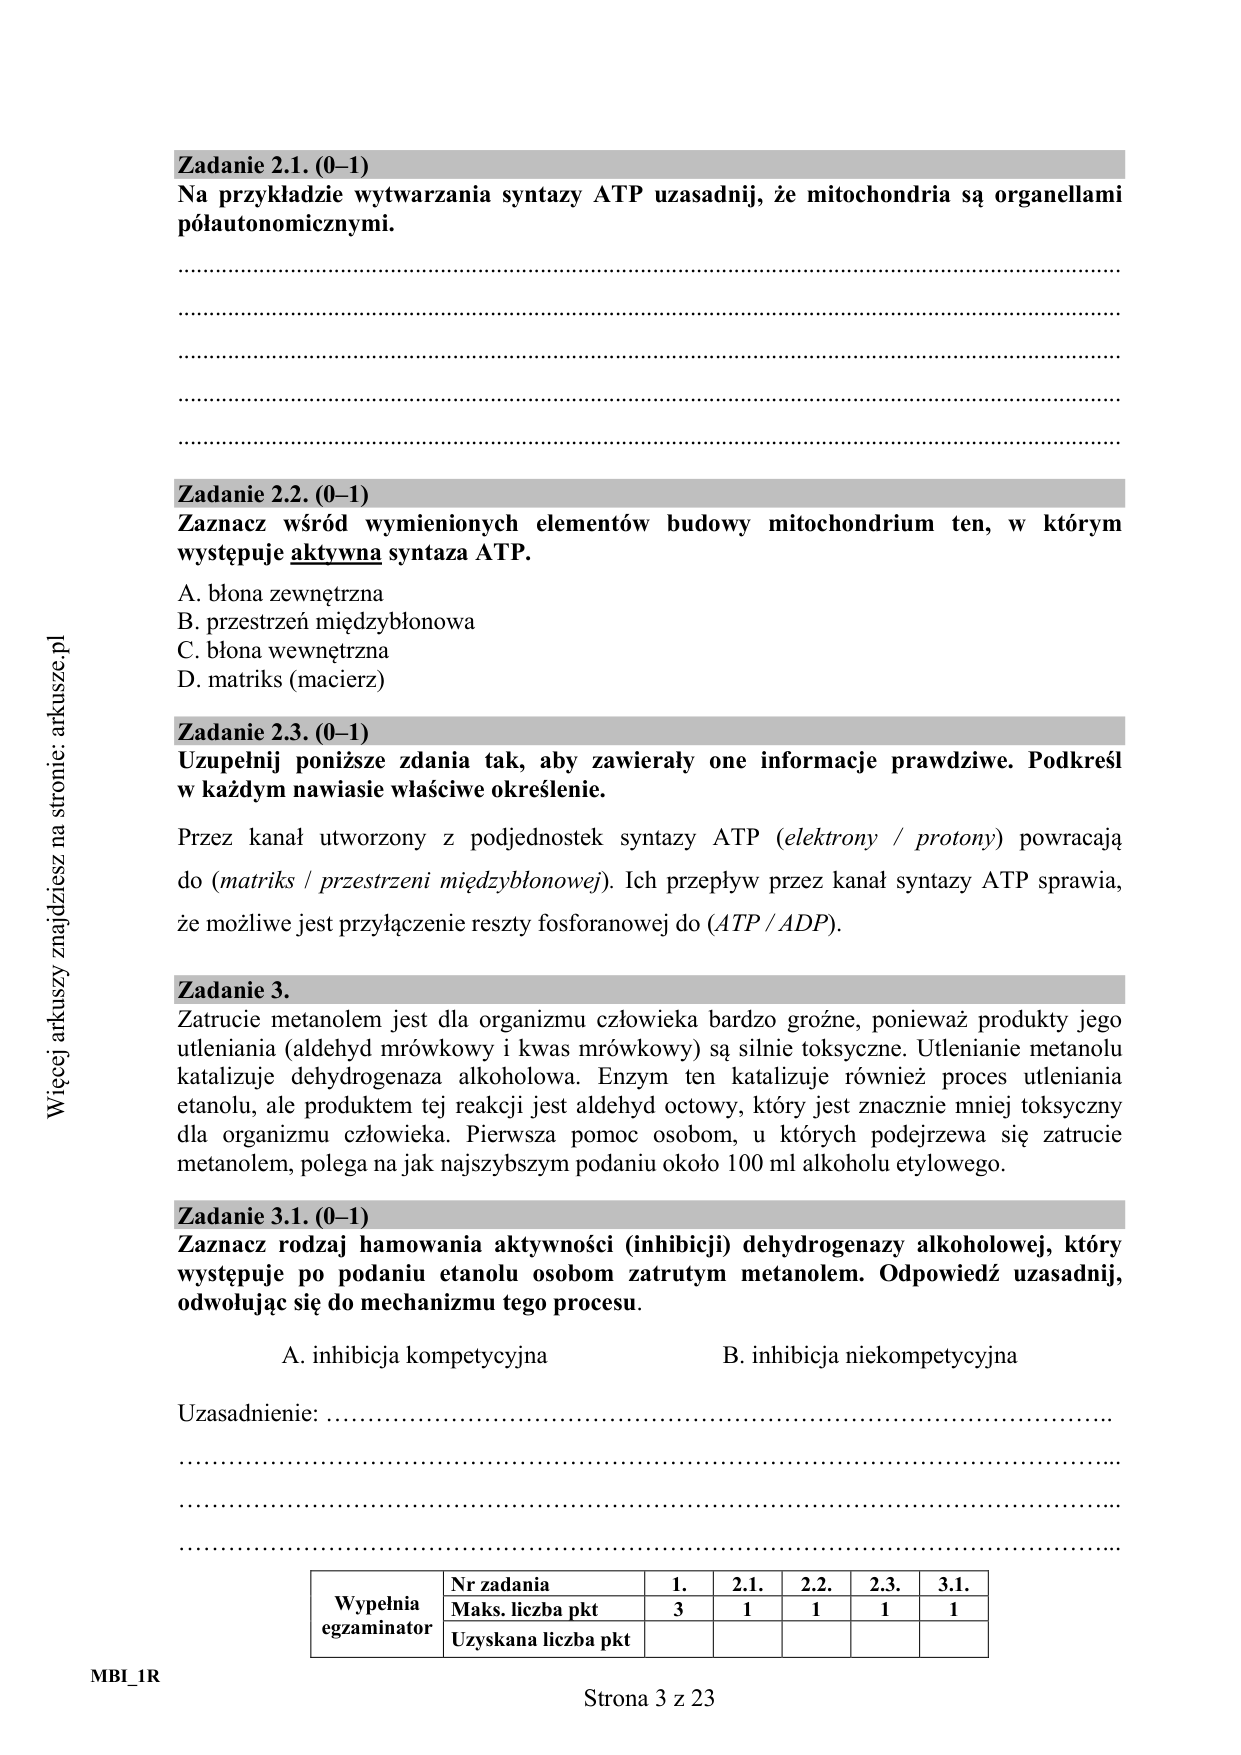 Zadanie 2.1. (0–1)
Na przykładzie wytwarzania syntazy ATP uzasadnij, że mitochondria są organellami
półautonomicznymi.
................................................................................
................................................................................
................................................................................
................................................................................
................................................................................
Zadanie 2.2. (0–1)
Zaznacz wśród wymienionych elementów budowy mitochondrium ten, w którym
występuje aktywna syntaza ATP.
A. błona zewnętrzna
B. przestrzeń międzybłonowa
C. błona wewnętrzna
D. matriks (macierz)
Zadanie 2.3. (0–1)
Uzupełnij poniższe zdania tak, aby zawierały one informacje prawdziwe. Podkreśl
w każdym nawiasie właściwe określenie.
Przez kanał utworzony z podjednostek syntazy ATP (elektrony / protony) powracają
do (matriks / przestrzeni międzybłonowej). Ich przepływ przez kanał syntazy ATP sprawia,
że możliwe jest przyłączenie reszty fosforanowej do (ATP / ADP).
Zadanie 3.
Zatrucie metanolem jest dla organizmu człowieka bardzo groźne, ponieważ produkty jego
utleniania (aldehyd mrówkowy i kwas mrówkowy) są silnie toksyczne. Utlenianie metanolu
katalizuje dehydrogenaza alkoholowa. Enzym ten katalizuje również proces utleniania
etanolu, ale produktem tej reakcji jest aldehyd octowy, który jest znacznie mniej toksyczny
dla organizmu człowieka. Pierwsza pomoc osobom, u których podejrzewa się zatrucie
metanolem, polega na jak najszybszym podaniu około 100 ml alkoholu etylowego.
Zadanie 3.1. (0–1)
Zaznacz rodzaj hamowania aktywności (inhibicji) dehydrogenazy alkoholowej, który
występuje po podaniu etanolu osobom zatrutym metanolem. Odpowiedź uzasadnij,
odwołując się do mechanizmu tego procesu.
A. inhibicja kompetycyjna B. inhibicja niekompetycyjna
Uzasadnienie: ………………………………………………………………………………..
…………………………………………………………………………………………………...
…………………………………………………………………………………………………...
…………………………………………………………………………………………………...
Wypełnia
egzaminator
Nr zadania 1. 2.1. 2.2. 2.3. 3.1.
Maks. liczba pkt 3 1 1 1 1
Uzyskana liczba pkt
MBI_1R
Strona 3 z 23
Więcej arkuszy znajdziesz na stronie: arkusze.pl